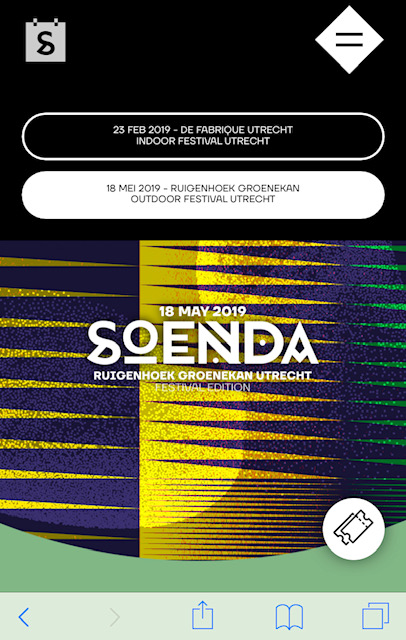 S
23 FEB 2019 - DE FABRIQUE UTRECHT
INDOOR FESTIVAL UTRECHT
18 MEI 2019 - RUIGENHOEK GROENEKAN
OUTDOOR FESTIVAL UTRECHT
18 MAY 2019
SOENDA
RUIGENHOEK GROENEKAN UTRECHT
FESTIVAL EDITION